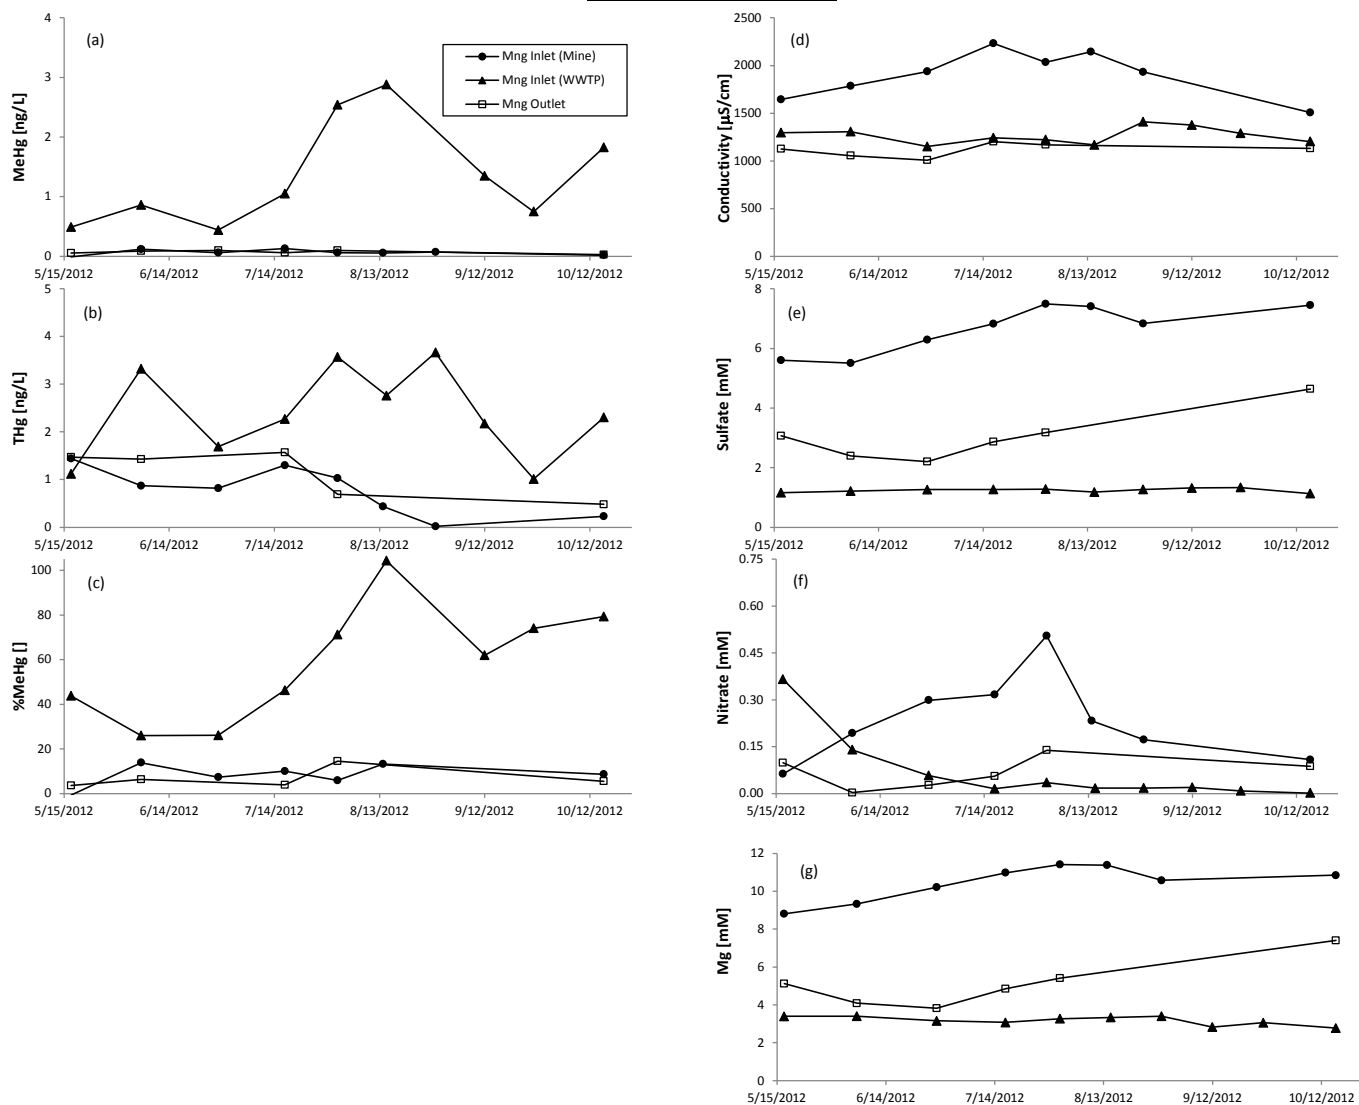 (a)
MeHg [ng/L]
4
3
2
1
0
5/15/2012 6/14/2012 7/14/2012 8/13/2012 9/12/2012 10/12/2012
Mng Inlet (Mine)
Mng Inlet (WWTP)
Mng Outlet
(b)
THg [ng/L]
5
4
3
2
1
0
5/15/2012 6/14/2012 7/14/2012 8/13/2012 9/12/2012 10/12/2012
(c)
%MeHg []
100
80
60
40
20
0
5/15/2012 6/14/2012 7/14/2012 8/13/2012 9/12/2012 10/12/2012
(d)
Conductivity [µS/cm]
2500
2000
1500
1000
500
0
5/15/2012 6/14/2012 7/14/2012 8/13/2012 9/12/2012 10/12/2012
(e)
Sulfate [mM]
8
6
4
2
0
5/15/2012 6/14/2012 7/14/2012 8/13/2012 9/12/2012 10/12/2012
(f)
Nitrate [mM]
0.75
0.60
0.45
0.30
0.15
0.00
5/15/2012 6/14/2012 7/14/2012 8/13/2012 9/12/2012 10/12/2012
(g)
Mg [mM]
12
10
8
6
4
2
0
5/15/2012 6/14/2012 7/14/2012 8/13/2012 9/12/2012 10/12/2012